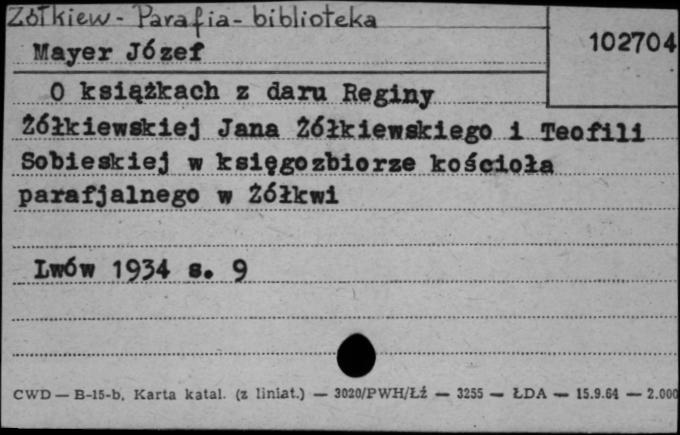 Żółkiew - Parafia - biblioteka
102704
Mayer Józef
O książkach z daru Reginy
Żółkiewskiej Jana Żółkiewskiego i Teofili
Sobieskiej w księgozbiorze kościoła
parafjalnego w Żółkwi
Lwów 1934 s. 9
CWD — B-15-b, Karta katal. (z liniat.) — 3020/PWH/Łź — 3255 — ŁDA — 15.9.64 — 2.000